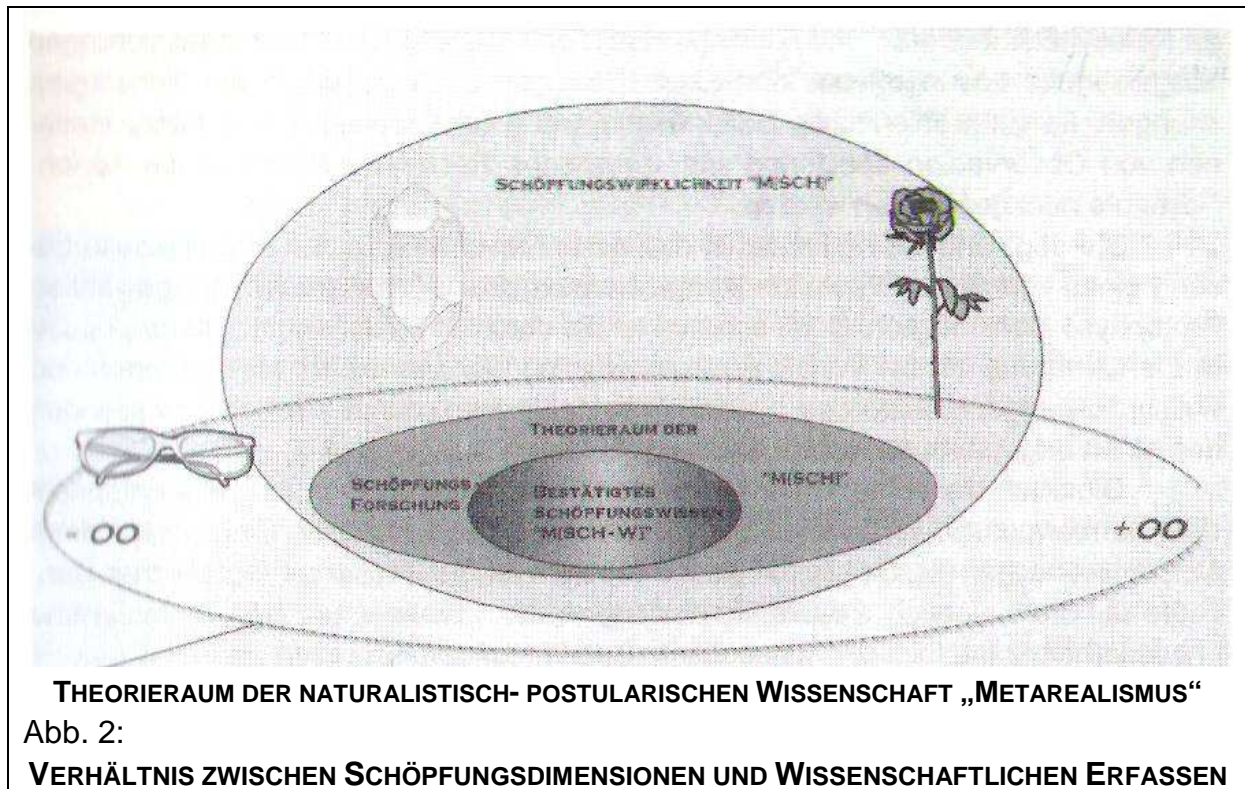 SCHÖPFUNGSWIRKLICHKEIT "M!SCH!"
THEORIERAUM DER
SCHÖPFUNGS
FORSCHUNG
"M!SCH!"
BESTÄTIGTES
SCHÖPFUNGSWISSEN
"M!SCH-W!"
- OO
+ OO
THEORIERAUM DER NATURALISTISCH- POSTULARISCHEN WISSENSCHAFT „METAREALISMUS“
Abb. 2:
VERHÄLTNIS ZWISCHEN SCHÖPFUNGSDIMENSIONEN UND WISSENSCHAFTLICHEN ERFASSEN